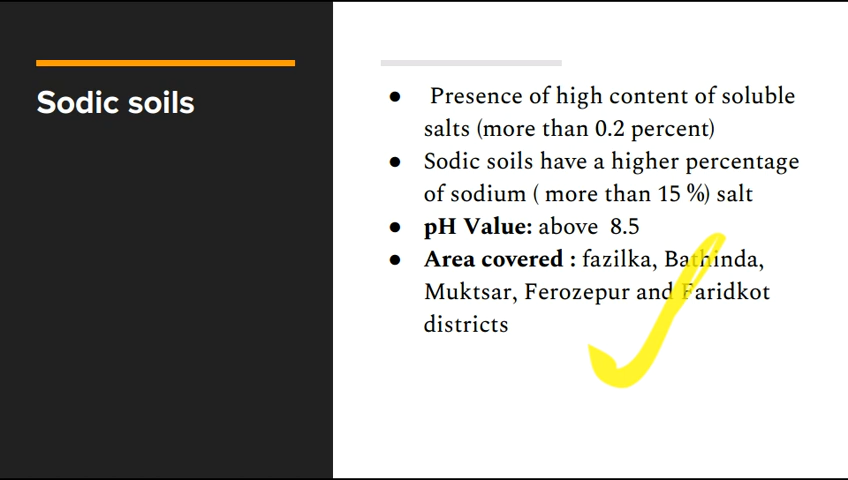 Sodic soils
● Presence of high content of soluble
salts (more than 0.2 percent)
● Sodic soils have a higher percentage
of sodium ( more than 15 %) salt
● pH Value: above 8.5
● Area covered : fazilka, Bathinda,
Muktsar, Ferozepur and Faridkot
districts